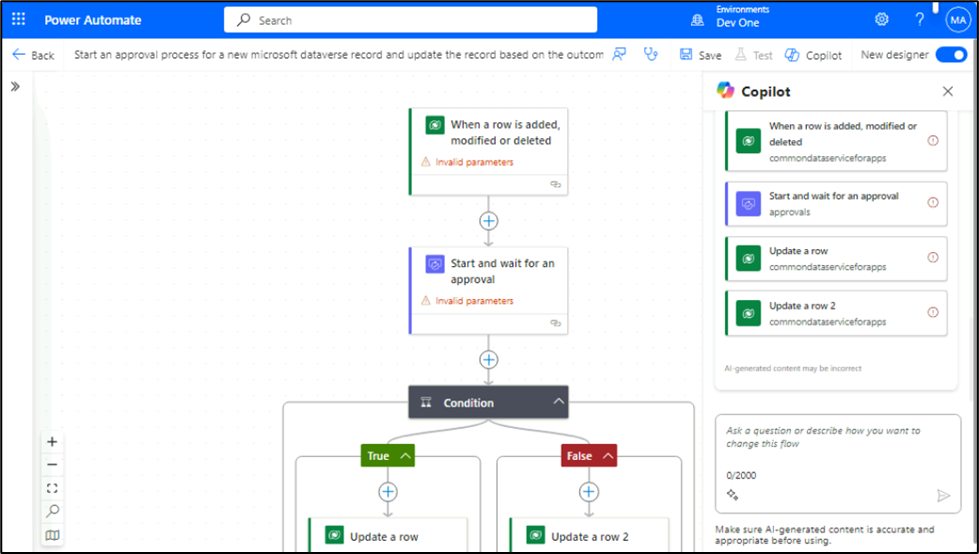 Power Automate
Search
Environments
Dev One
MA
Back
Start an approval process for a new microsoft dataverse record and update the record based on the outcom
Save
Test
Copilot
New designer
When a row is added,
modified or deleted
Invalid parameters
Start and wait for an
approval
Invalid parameters
Condition
True
False
Update a row
Update a row 2
Copilot
When a row is added, modified or
deleted
commondataserviceforapps
Start and wait for an approval
approvals
Update a row
commondataserviceforapps
Update a row 2
commondataserviceforapps
AI-generated content may be incorrect
Ask a question or describe how you want to
change this flow
0/2000
Make sure AI-generated content is accurate and
appropriate before using.